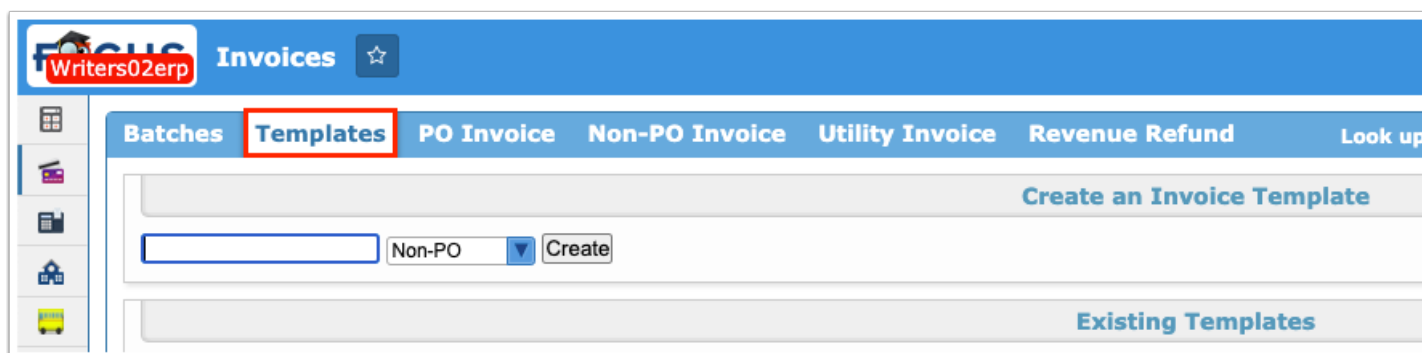 FOCUS
Writers02erp
Invoices
Batches Templates PO Invoice Non-PO Invoice Utility Invoice Revenue Refund Look up
Create an Invoice Template
Non-PO Create
Existing Templates